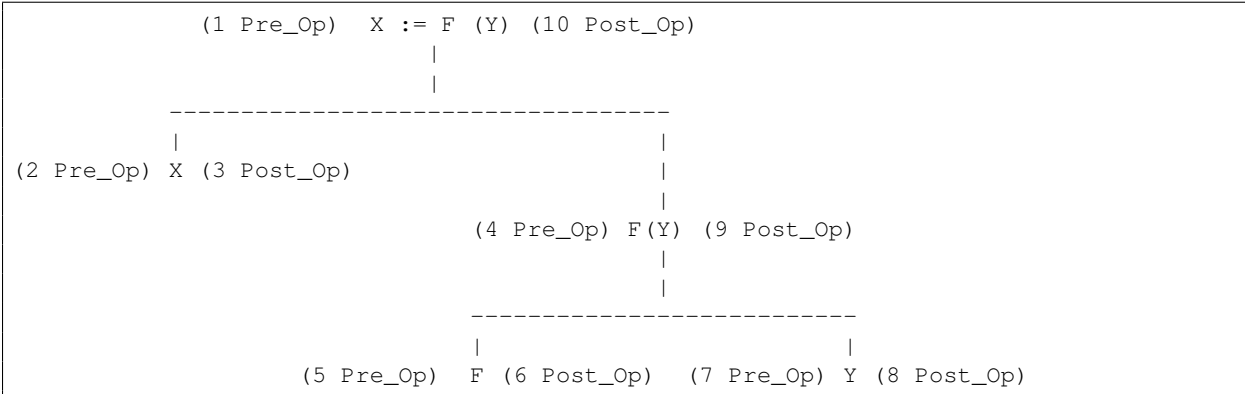 (1 Pre_Op) X := F (Y) (10 Post_Op)
|
|
-----------------------------------
| |
(2 Pre_Op) X (3 Post_Op) |
|
(4 Pre_Op) F(Y) (9 Post_Op)
|
|
---------------------------
| |
(5 Pre_Op) F (6 Post_Op) (7 Pre_Op) Y (8 Post_Op)